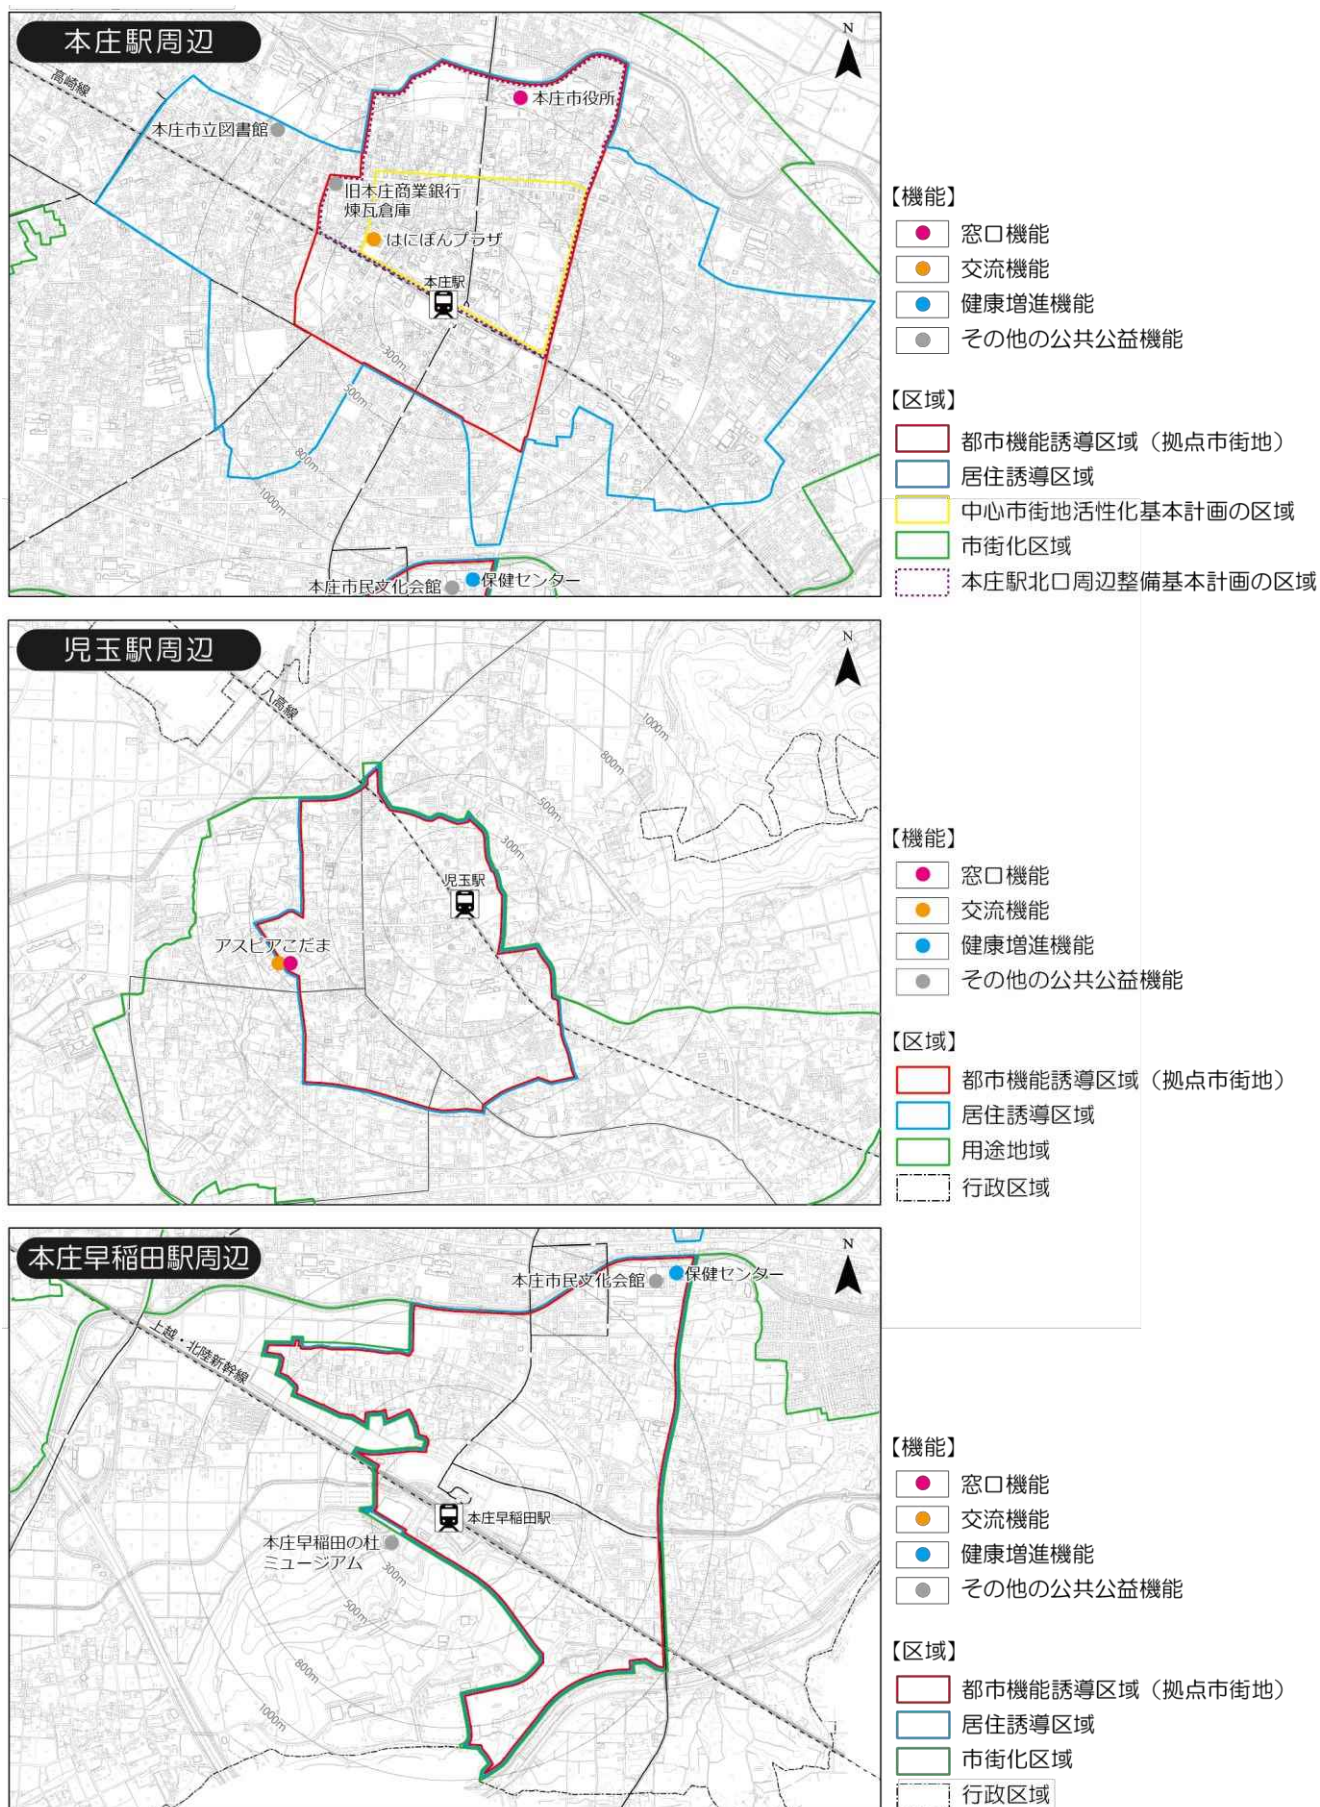 本庄駅周辺
N
高崎線
本庄市役所
本庄市立図書館
旧本庄商業銀行
煉瓦倉庫
はにぽんプラザ
本庄駅
300m
500m
800m
1000m
本庄市民文化会館
保健センター
【機能】
窓口機能
交流機能
健康増進機能
その他の公共公益機能
【区域】
都市機能誘導区域（拠点市街地）
居住誘導区域
中心市街地活性化基本計画の区域
市街化区域
本庄駅北口周辺整備基本計画の区域
児玉駅周辺
N
八高線
1000m
800m
500m
300m
児玉駅
アスピアこだま
【機能】
窓口機能
交流機能
健康増進機能
その他の公共公益機能
【区域】
都市機能誘導区域（拠点市街地）
居住誘導区域
用途地域
行政区域
本庄早稲田駅周辺
N
本庄市民文化会館
保健センター
上越・北陸新幹線
本庄早稲田駅
本庄早稲田の杜
ミュージアム
300m
500m
800m
1000m
【機能】
窓口機能
交流機能
健康増進機能
その他の公共公益機能
【区域】
都市機能誘導区域（拠点市街地）
居住誘導区域
市街化区域
行政区域